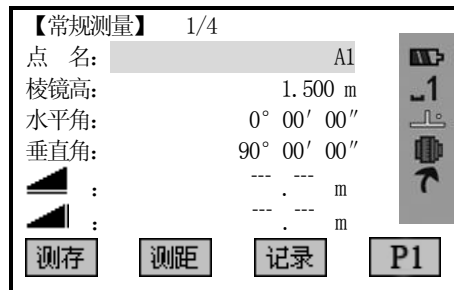 【常规测量】 1/4
点 名： A1
棱镜高： 1.500 m
水平角： 0° 00′ 00″
垂直角： 90° 00′ 00″
： ---.--- m
： ---.--- m
测存 测距 记录 P1
1